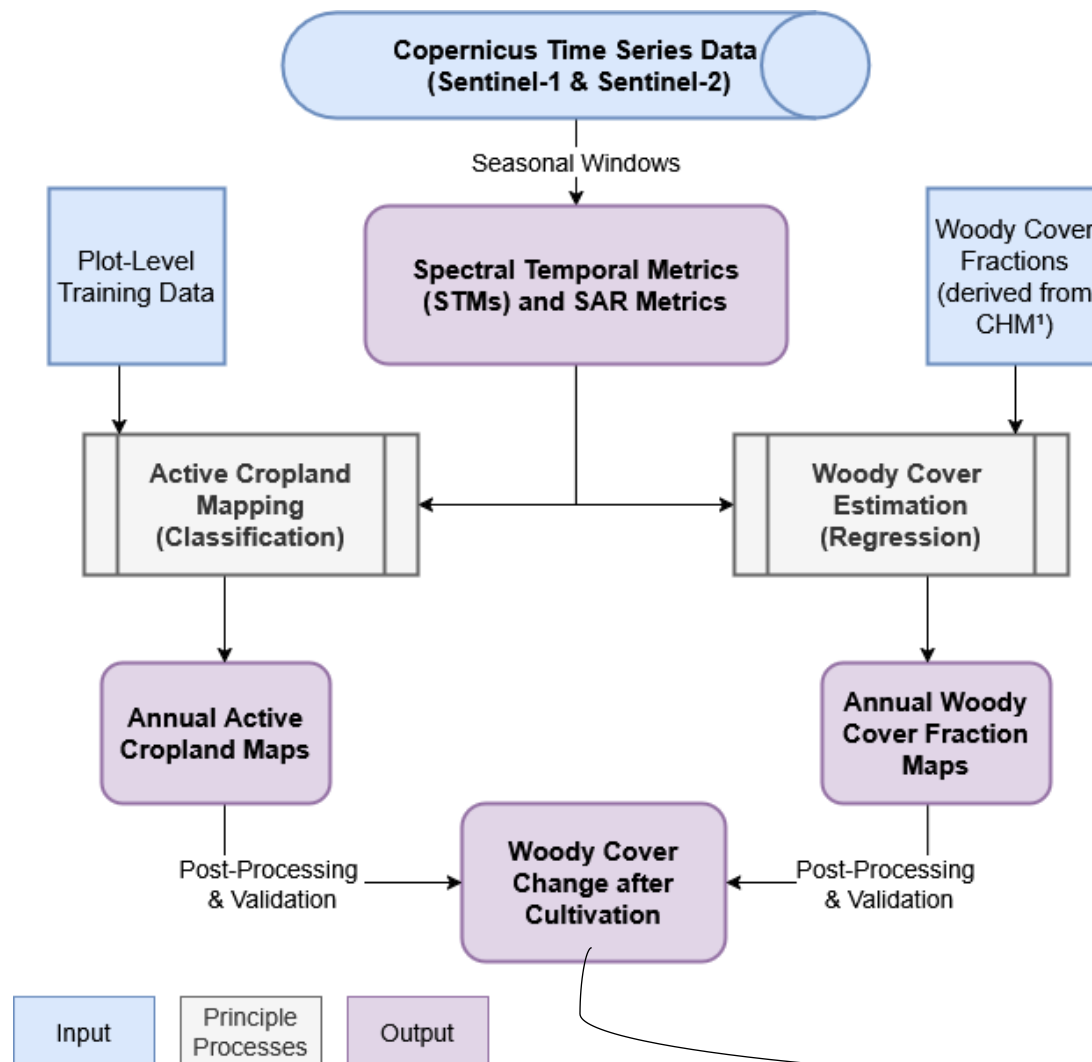 Copernicus Time Series Data
(Sentinel-1 & Sentinel-2)
Seasonal Windows
Plot-Level
Training Data
Spectral Temporal Metrics
(STMs) and SAR Metrics
Woody Cover
Fractions
(derived from
CHM¹)
Active Cropland
Mapping
(Classification)
Woody Cover
Estimation
(Regression)
Annual Active
Cropland Maps
Annual Woody
Cover Fraction
Maps
Post-Processing
& Validation
Woody Cover
Change after
Cultivation
Post-Processing
& Validation
Input
Principle
Processes
Output